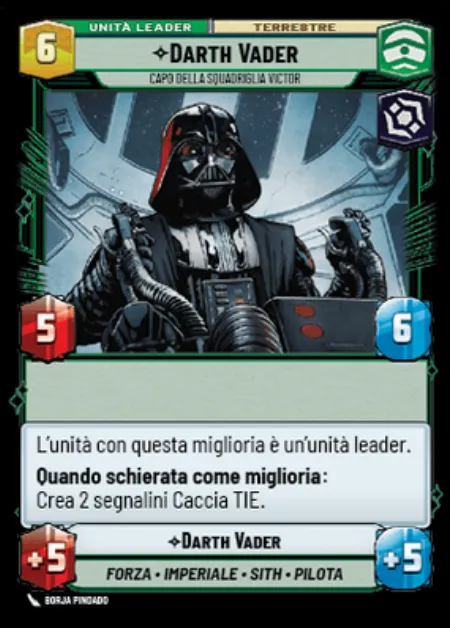 UNITÀ LEADER
TERRESTRE
6
DARTH VADER
CAPO DELLA SQUADRIGLIA VICTOR
5
6
L'unità con questa miglioria è un'unità leader.
Quando schierata come miglioria:
Crea 2 segnalini Caccia TIE.
DARTH VADER
+5
+5
FORZA • IMPERIALE • SITH • PILOTA
BORJA PINDADO